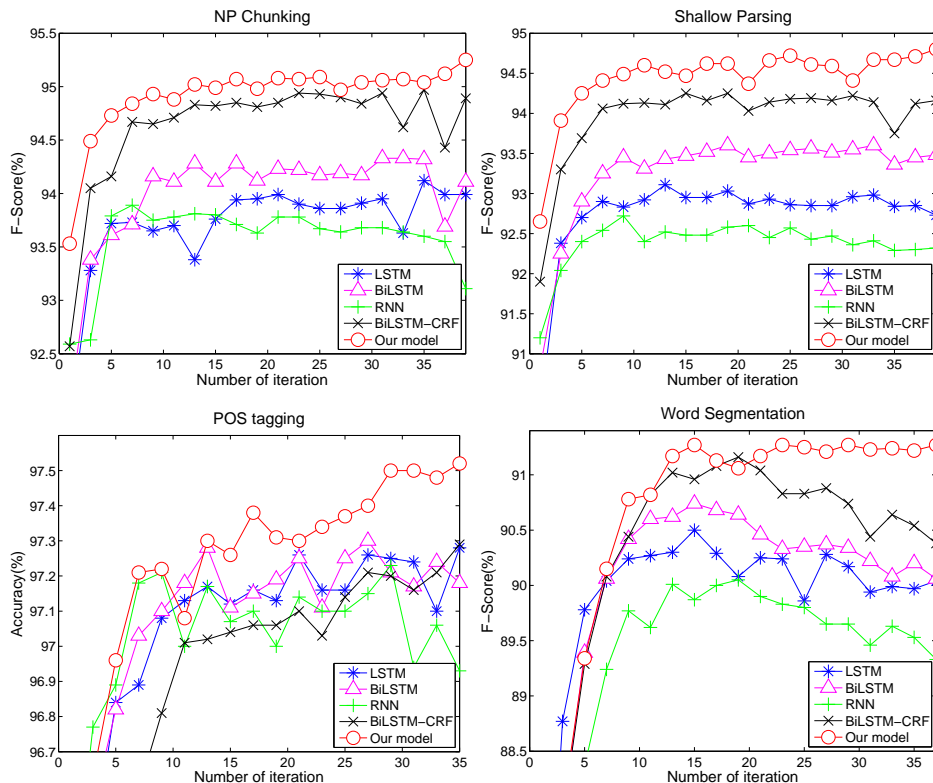 NP Chunking
95.5
95
94.5
94
93.5
93
92.5
F-Score(%)
0 5 10 15 20 25 30 35
Number of iteration
LSTM
BiLSTM
RNN
BiLSTM-CRF
Our model
Shallow Parsing
95
94.5
94
93.5
93
92.5
92
91.5
91
F-Score(%)
0 5 10 15 20 25 30 35
Number of iteration
LSTM
BiLSTM
RNN
BiLSTM-CRF
Our model
POS tagging
97.5
97.4
97.3
97.2
97.1
97
96.9
96.8
96.7
Accuracy(%)
0 5 10 15 20 25 30 35
Number of iteration
LSTM
BiLSTM
RNN
BiLSTM-CRF
Our model
Word Segmentation
91
90.5
90
89.5
89
88.5
F-Score(%)
0 5 10 15 20 25 30 35
Number of iteration
LSTM
BiLSTM
RNN
BiLSTM-CRF
Our model